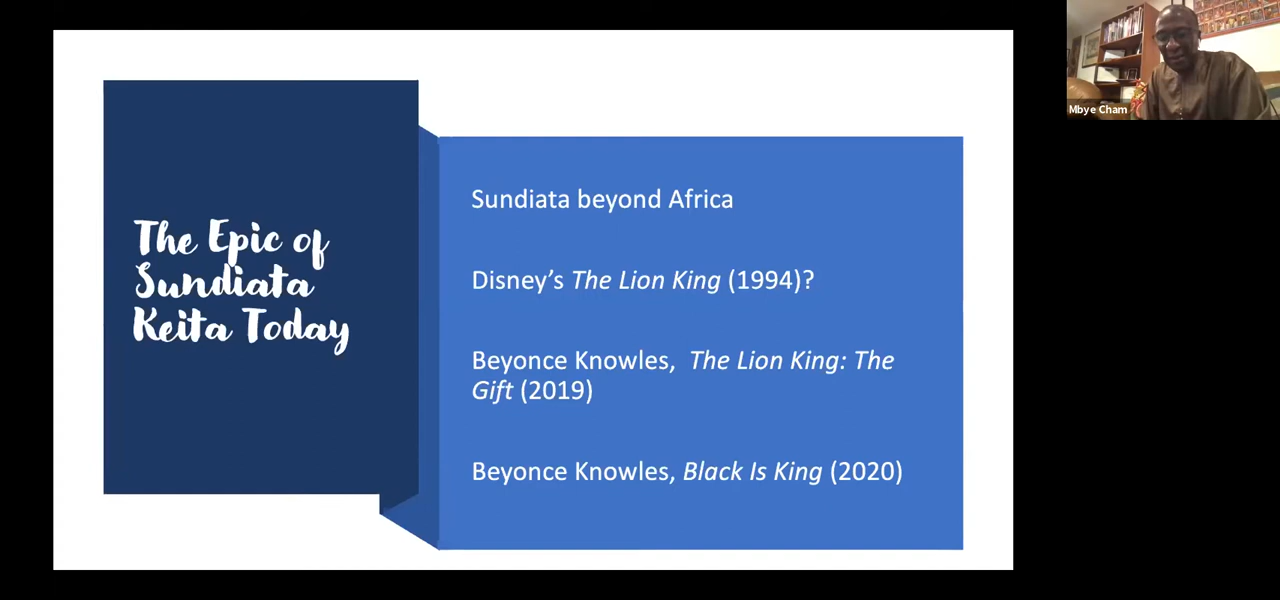 The Epic of
Sundiata
Keita Today
Sundiata beyond Africa
Disney’s The Lion King (1994)?
Beyonce Knowles,  The Lion King: The
Gift (2019)
Beyonce Knowles, Black Is King (2020)
Mbye Cham